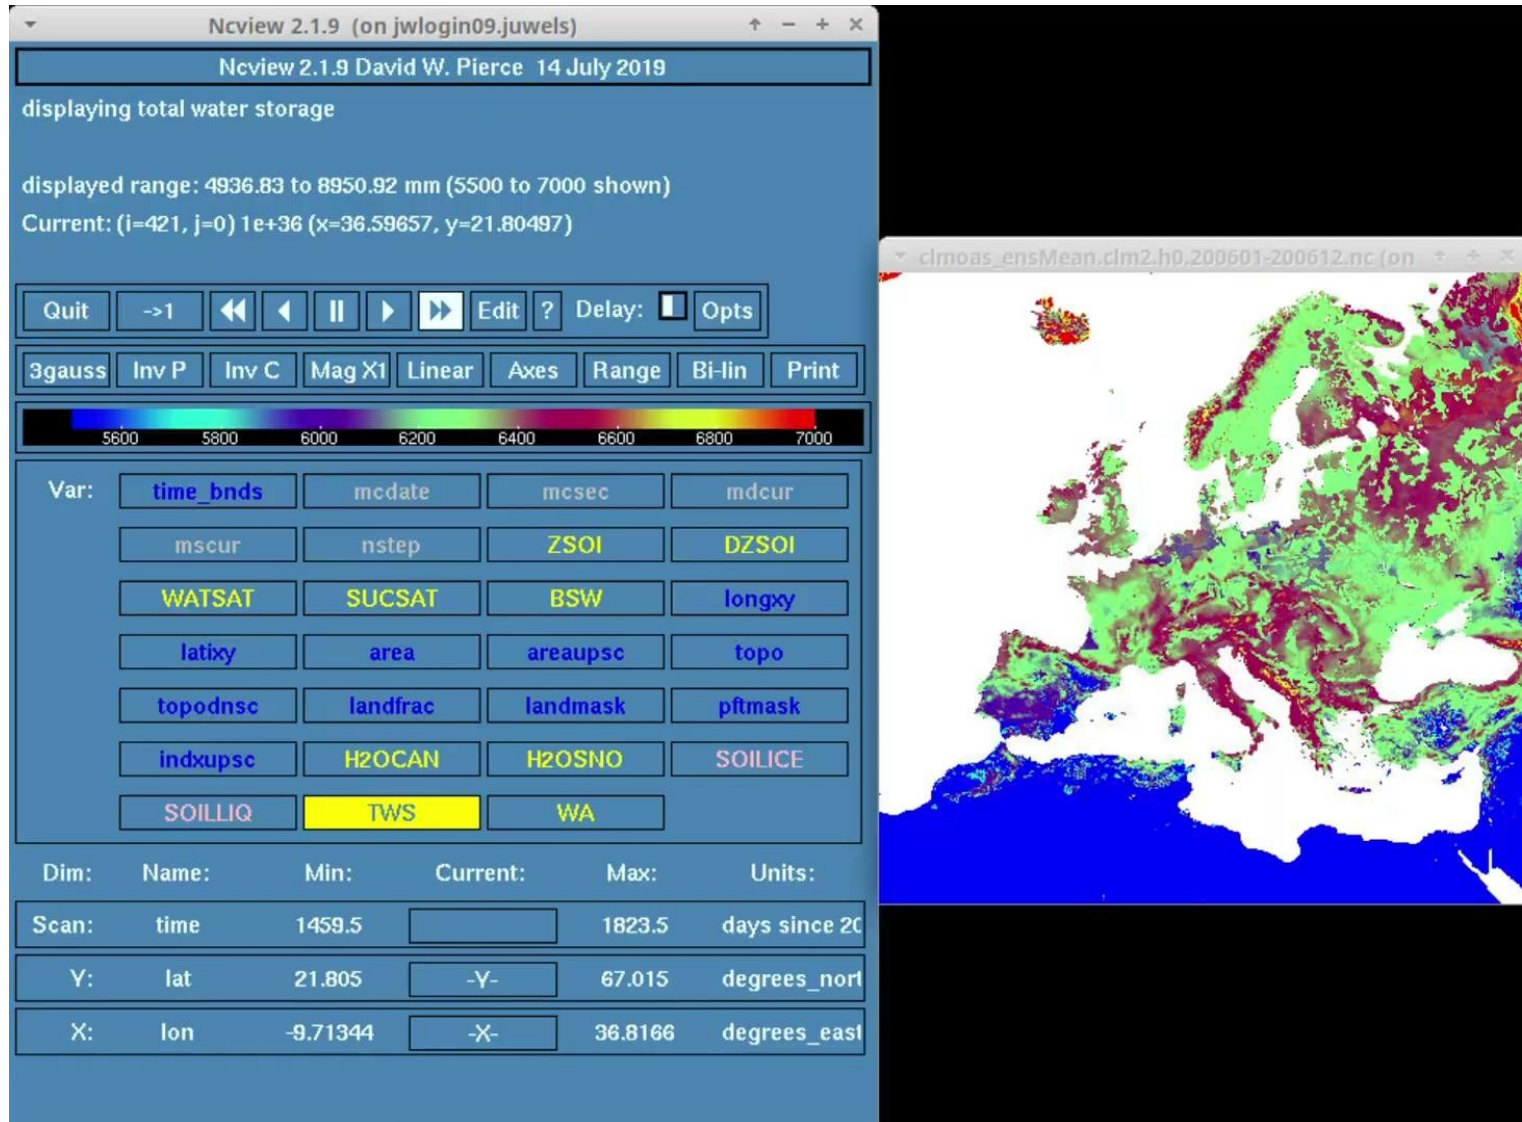 Ncview 2.1.9 (on jwlogin09.juwels)
Ncview 2.1.9 David W. Pierce 14 July 2019
displaying total water storage
displayed range: 4936.83 to 8950.92 mm (5500 to 7000 shown)
Current: (i=421, j=0) 1e+36 (x=36.59657, y=21.80497)
clmoas_ensMean.clm2.h0.200601-200612.nc (on
Quit ->1 Edit ? Delay: Opts
3gauss Inv P Inv C Mag X1 Linear Axes Range Bi-lin Print
5600 5800 6000 6200 6400 6600 6800 7000
Var: time_bnds mcdate mcsec mdcur
mscur nstep ZSOI DZSOI
WATSAT SUCSAT BSW longxy
latixy area areaupsc topo
topodnsc landfrac landmask pftmask
indxupsc H2OCAN H2OSNO SOILICE
SOILLIQ TWS WA
Dim: Name: Min: Current: Max: Units:
Scan: time 1459.5 1823.5 days since 20
Y: lat 21.805 -Y- 67.015 degrees_nort
X: lon -9.71344 -X- 36.8166 degrees_east